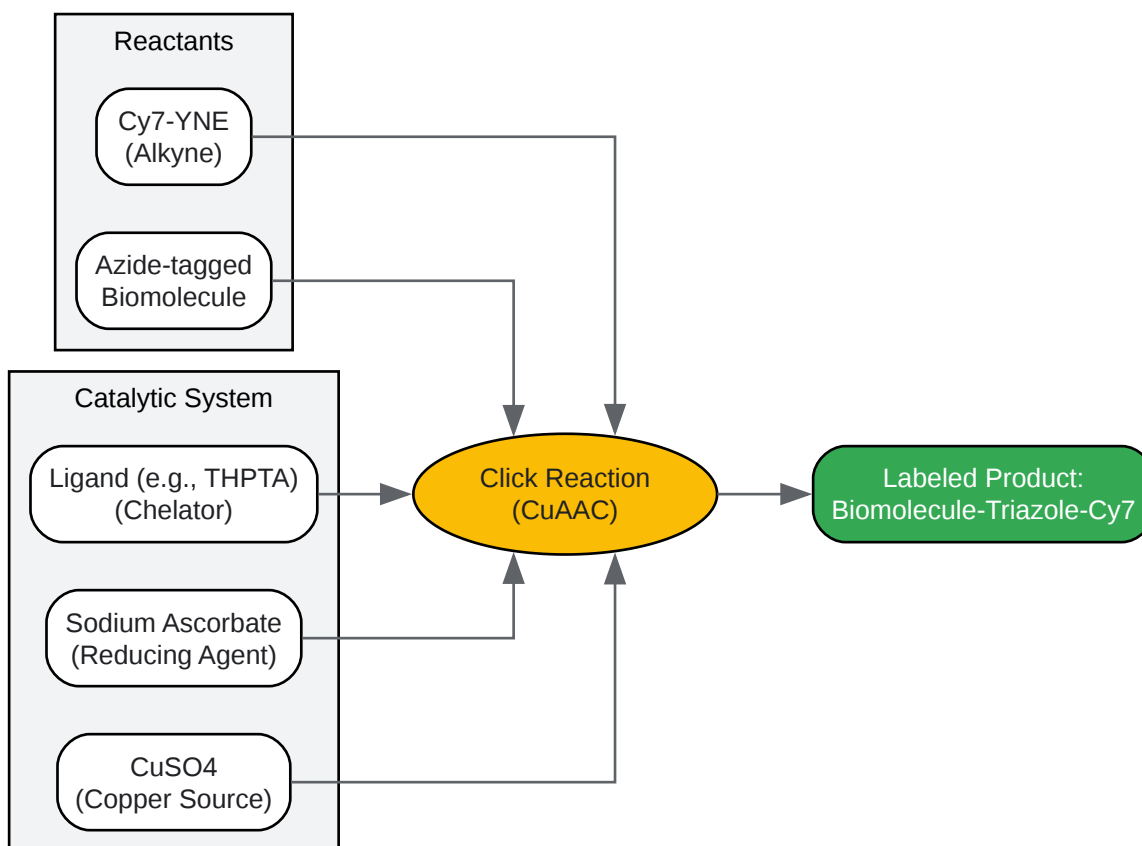 Reactants
Cy7-YNE
(Alkyne)
Azide-tagged
Biomolecule
Catalytic System
Ligand (e.g., THPTA)
(Chelator)
Sodium Ascorbate
(Reducing Agent)
CuSO4
(Copper Source)
Click Reaction
(CuAAC)
Labeled Product:
Biomolecule-Triazole-Cy7